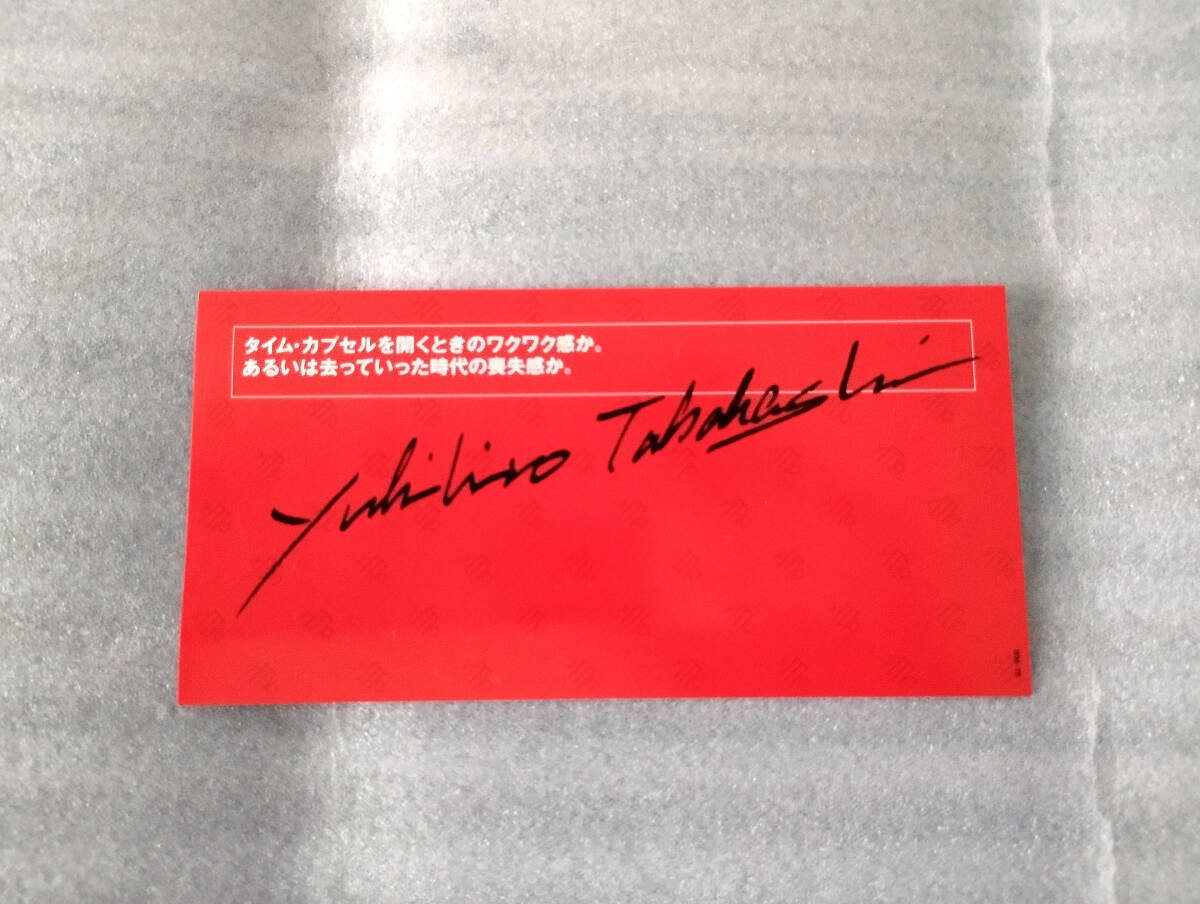 タイム・カプセルを開くときのワクワク感か。
あるいは去っていった時代の喪失感か。
Yukihiro Takahashi